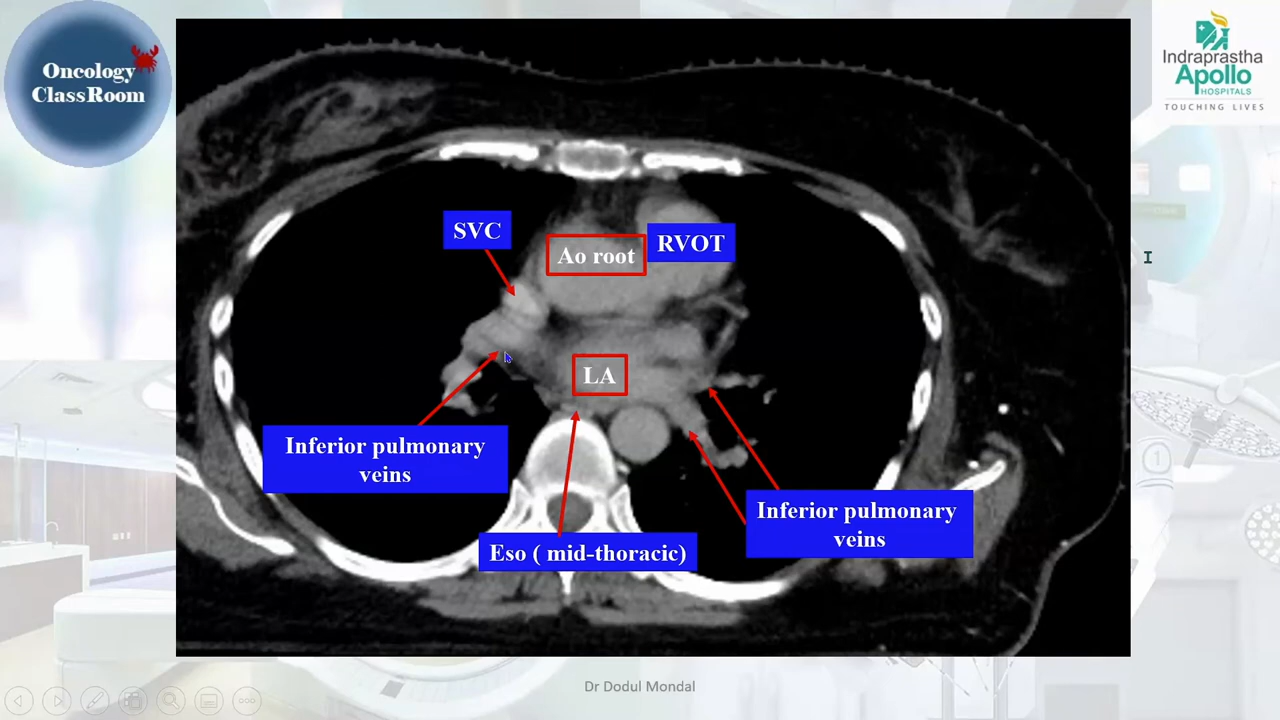 Oncology
ClassRoom
Indraprastha
Apollo
HOSPITALS
TOUCHING LIVES
SVC
Ao root
RVOT
LA
Inferior pulmonary
veins
Inferior pulmonary
veins
Eso ( mid-thoracic)
Dr Dodul Mondal